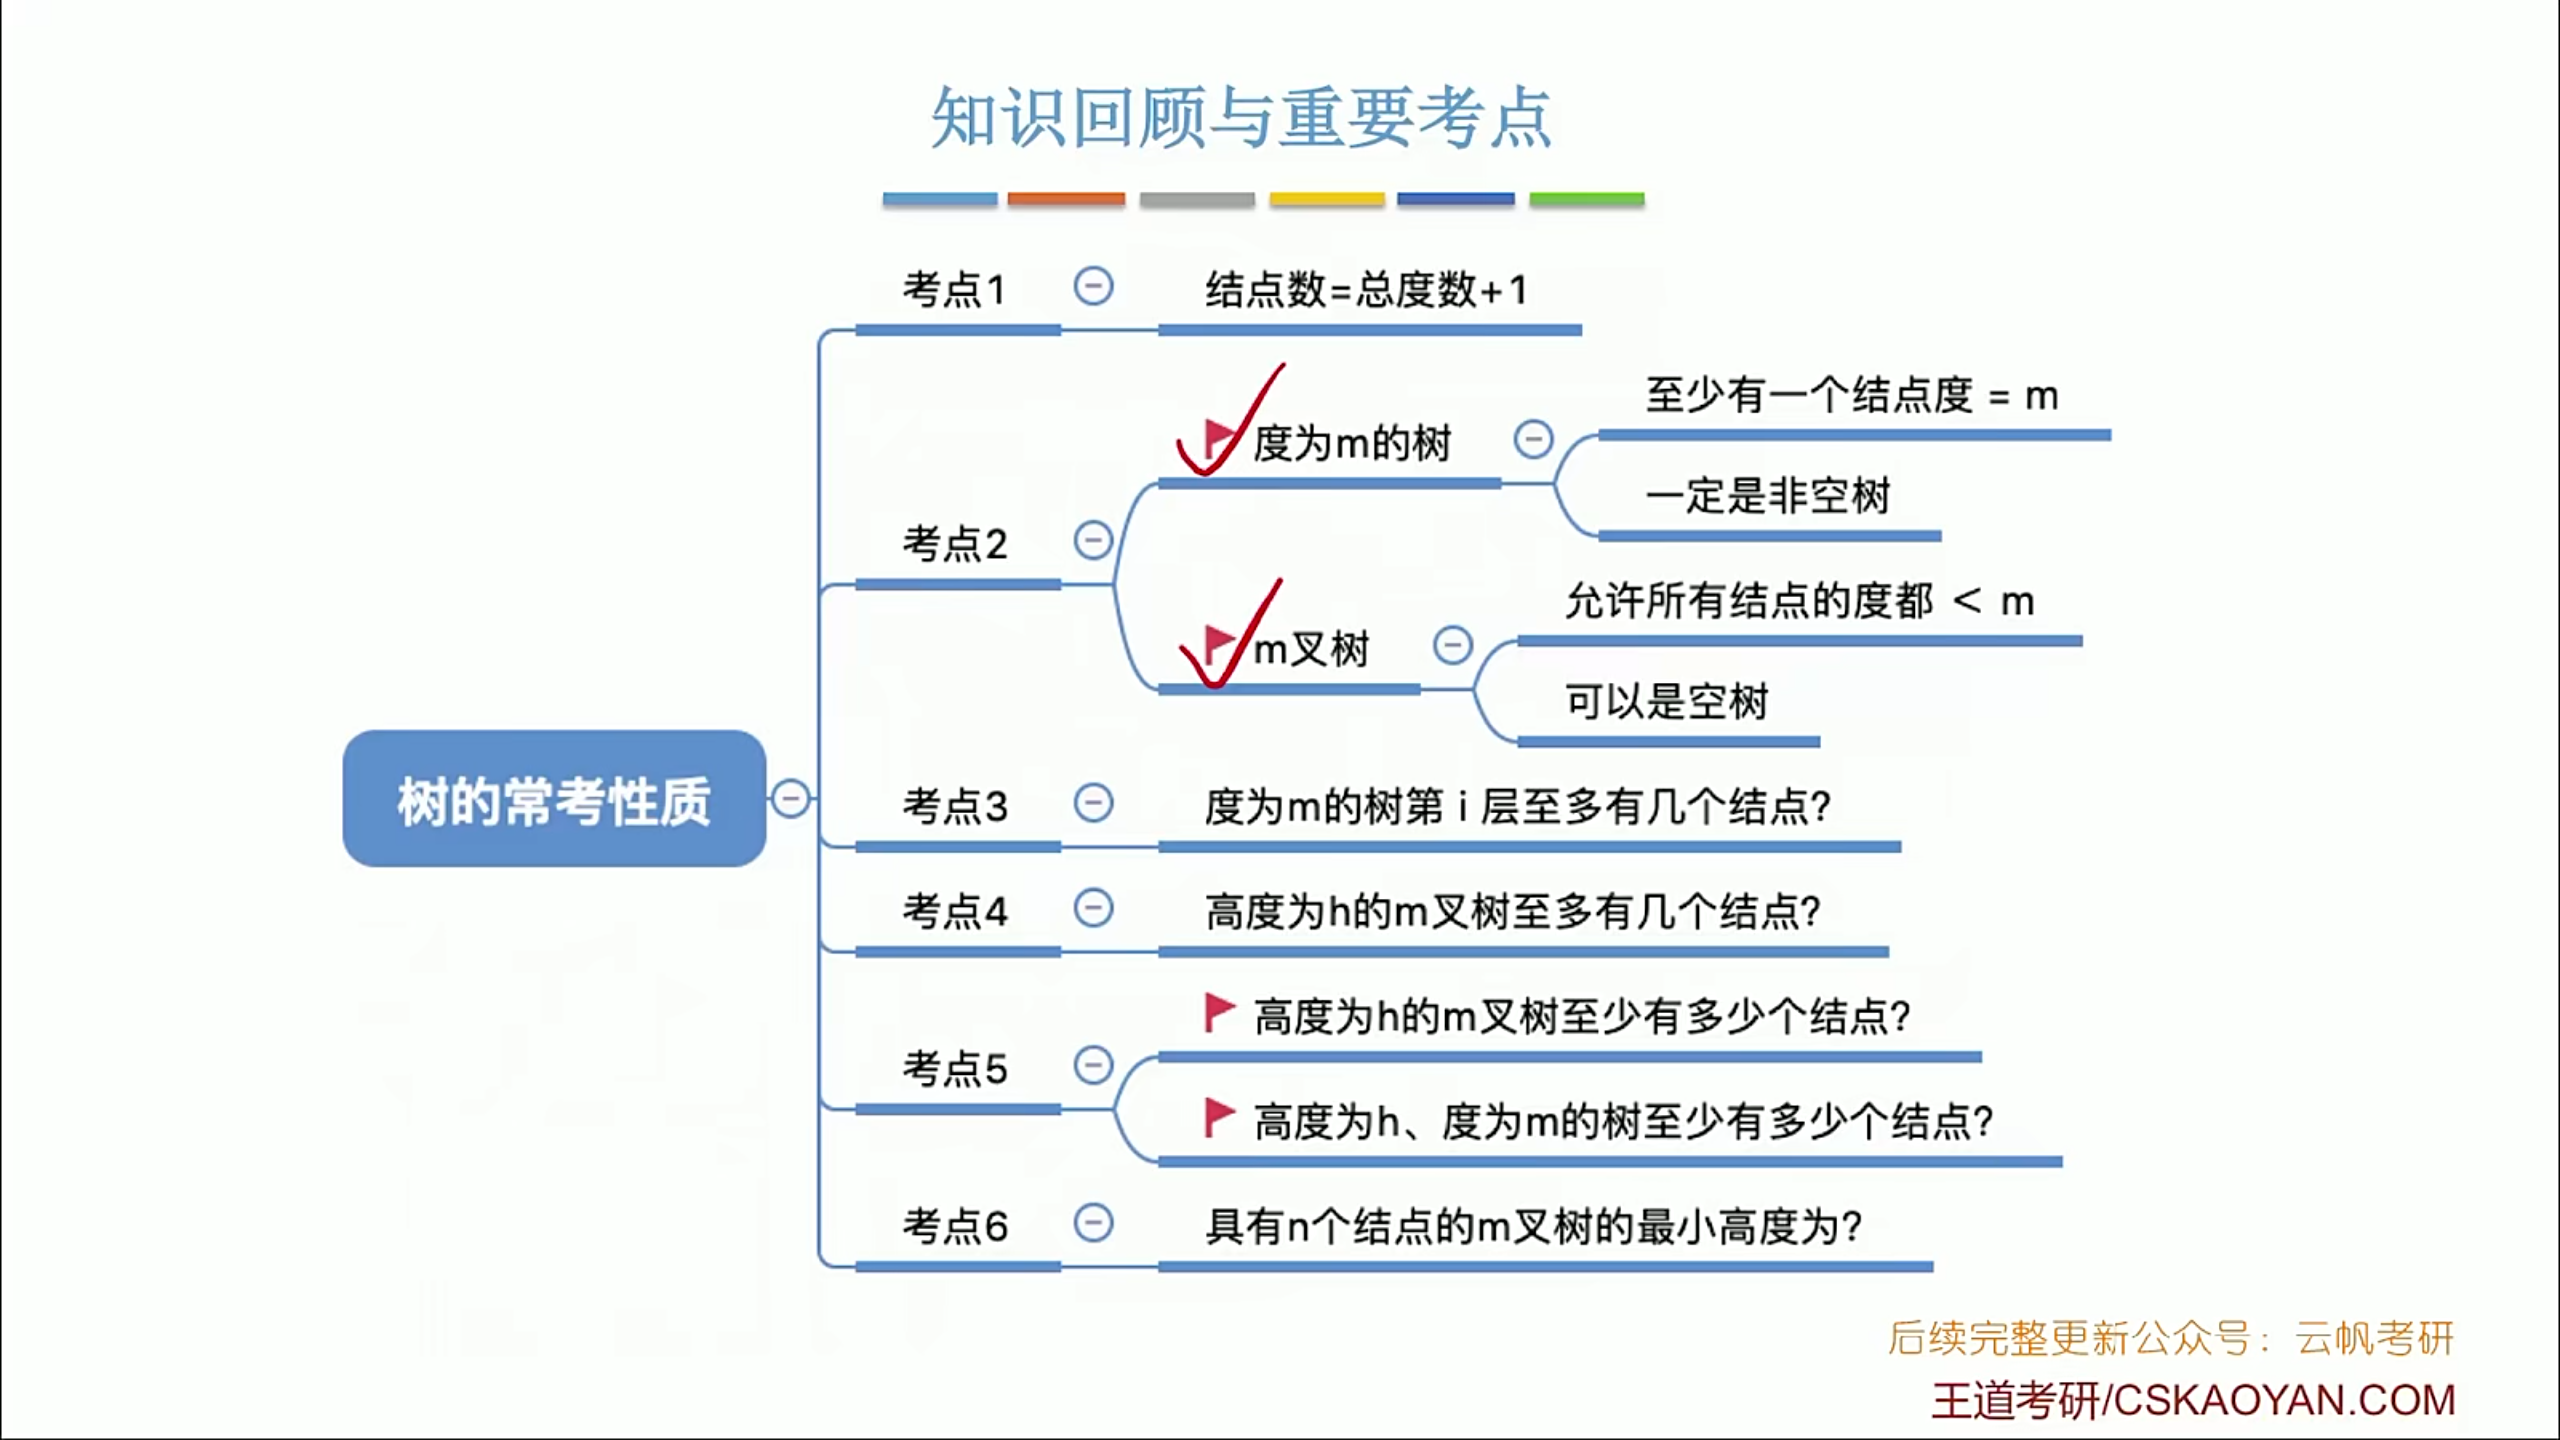 知识回顾与重要考点
考点1
结点数=总度数+1
至少有一个结点度 = m
度为m的树
一定是非空树
考点2
允许所有结点的度都 < m
m叉树
可以是空树
树的常考性质
考点3
度为m的树第 i 层至多有几个结点?
考点4
高度为h的m叉树至多有几个结点?
高度为h的m叉树至少有多少个结点?
考点5
高度为h、度为m的树至少有多少个结点?
考点6
具有n个结点的m叉树的最小高度为?
后续完整更新公众号：云帆考研
王道考研/CSKAOYAN.COM